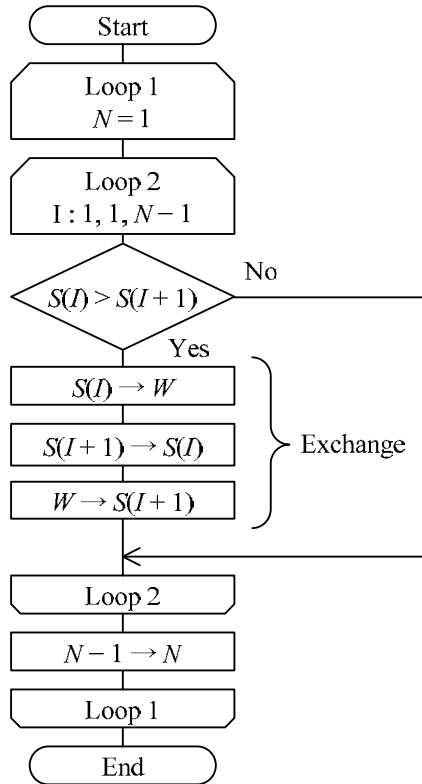 Start
Loop 1
N = 1
Loop 2
I : 1, 1, N − 1
S(I) > S(I + 1)
No
Yes
S(I) → W
S(I + 1) → S(I)
Exchange
W → S(I + 1)
Loop 2
N − 1 → N
Loop 1
End